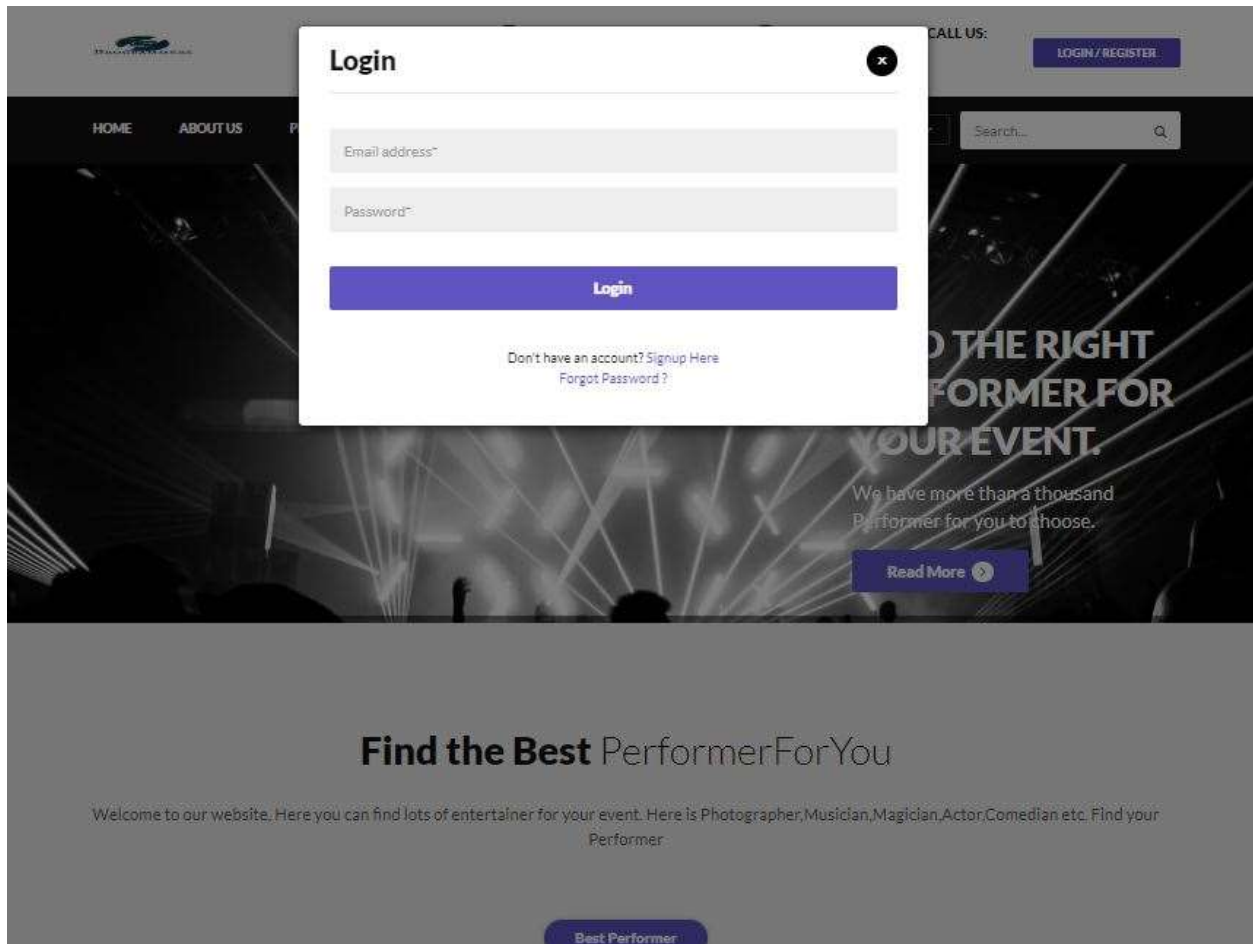 Login
x
CALL US:
LOGIN / REGISTER
HOME ABOUT US
Search...
Email address*
Password*
Login
Don't have an account? Signup Here
Forgot Password ?
THE RIGHT
FOR
YOUR EVENT.
We have more than a thousand
Performer for you to choose.
Read More
Find the Best PerformerForYou
Welcome to our website, Here you can find lots of entertainer for your event. Here is Photographer,Musician,Magician,Actor,Comedian etc. Find your
Performer
Best Performer